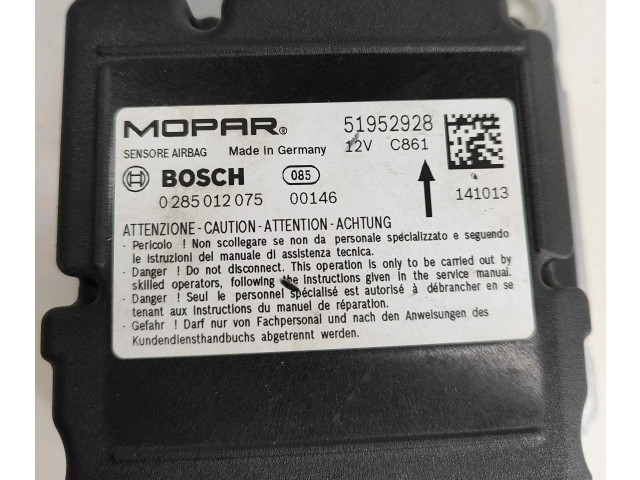 MOPAR® 51952928
SENSORE AIRBAG Made in Germany 12V C861
BOSCH 085
0 285 012 075 00146 141013
ATTENZIONE - CAUTION - ATTENTION - ACHTUNG
- Pericolo ! Non scollegare se non da personale specializzato e seguendo
le istruzioni del manuale di assistenza tecnica.
- Danger ! Do not disconnect. This operation is only to be carried out by
skilled operators, following the instructions given in the service manual.
- Danger ! Seul le personnel spécialisé est autorisé à débrancher en se
tenant aux instructions du manuel de réparation.
- Gefahr ! Darf nur von Fachpersonal und nach den Anweisungen des
Kundendiensthandbuchs abgetrennt werden.